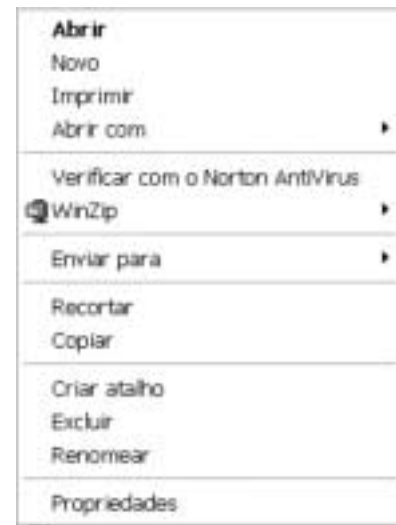 Abrir
Novo
Imprimir
Abrir com
Verificar com o Norton AntiVirus
WinZip
Enviar para
Recortar
Copiar
Criar atalho
Excluir
Renomear
Propriedades